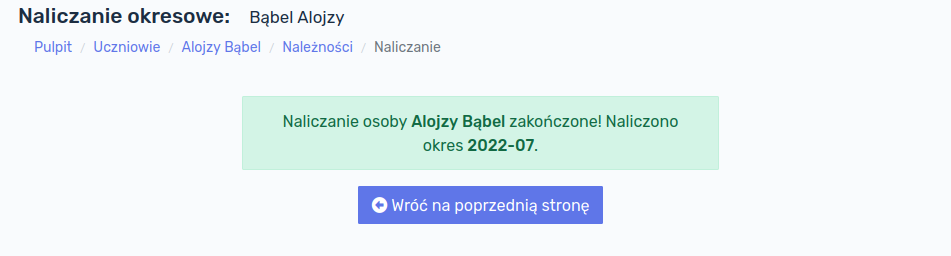 Naliczanie okresowe: Bąbel Alojzy
Pulpit / Uczniowie / Alojzy Bąbel / Należności / Naliczanie
Naliczanie osoby Alojzy Bąbel zakończone! Naliczono
okres 2022-07.
Wróć na poprzednią stronę